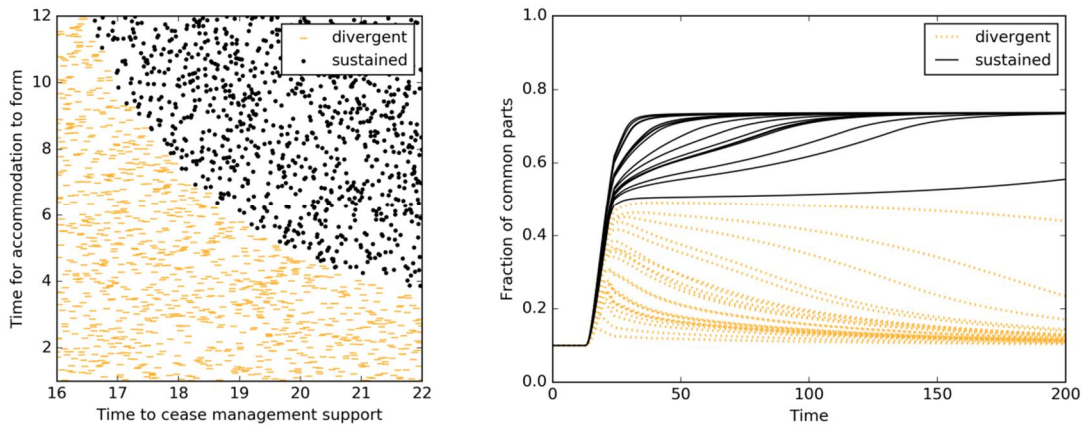 12
10
8
6
4
2
Time for accommodation to form
divergent
sustained
16 17 18 19 20 21 22
Time to cease management support
1.0
0.8
0.6
0.4
0.2
0.0
Fraction of common parts
divergent
sustained
0 50 100 150 200
Time